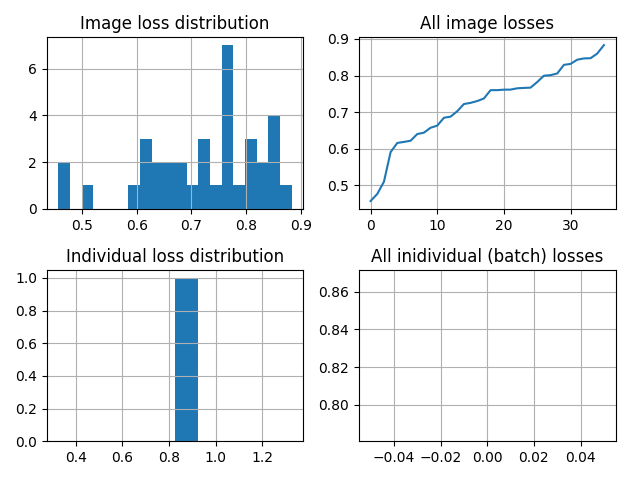 Image loss distribution
6
4
2
0
0.5 0.6 0.7 0.8 0.9
All image losses
0.9
0.8
0.7
0.6
0.5
0 10 20 30
Individual loss distribution
1.0
0.8
0.6
0.4
0.2
0.0
0.4 0.6 0.8 1.0 1.2
All inidividual (batch) losses
0.86
0.84
0.82
0.80
−0.04 −0.02 0.00 0.02 0.04